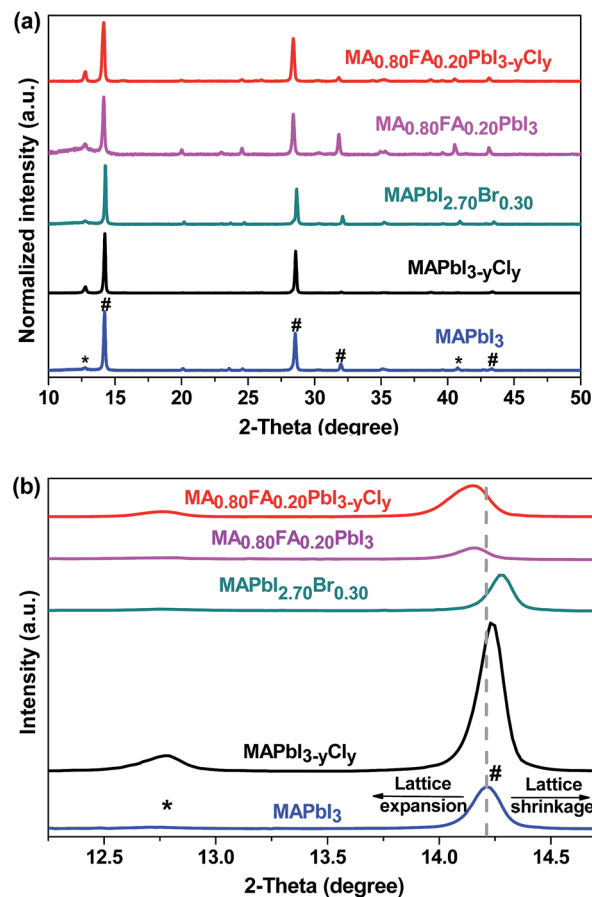 (a)
Normalized intensity (a.u.)
MA0.80FA0.20PbI3-yCly
MA0.80FA0.20PbI3
MAPbI2.70Br0.30
MAPbI3-yCly
MAPbI3
* # # # * #
10 15 20 25 30 35 40 45 50
2-Theta (degree)
(b)
Intensity (a.u.)
MA0.80FA0.20PbI3-yCly
MA0.80FA0.20PbI3
MAPbI2.70Br0.30
MAPbI3-yCly
MAPbI3
* #
Lattice expansion
Lattice shrinkage
12.5 13.0 13.5 14.0 14.5
2-Theta (degree)